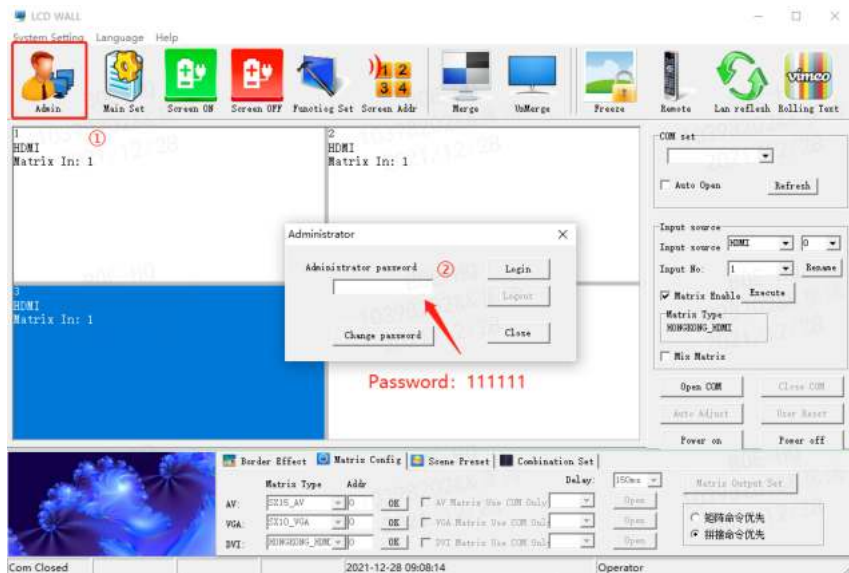 LCD WALL
System Setting Language Help
Admin Main Set Screen ON Screen OFF Functiog Set Screen Addr Merge UnMerge Freeze Remote Lan reflesh Rolling Text
vimeo
①
1
HDMI
Matrix In: 1
2
HDMI
Matrix In: 1
3
HDMI
Matrix In: 1
Administrator
Administrator password ②
Login
Logout
Change password
Close
Password: 111111
COM set
Auto Open Refresh
Input source
Input source HDMI 0
Input No: 1 Rename
Matrix Enable Execute
Matrix Type
HONGKONG_HDMI
Mix Matrix
Open COM Close COM
Auto Adjust User Reset
Power on Power off
Border Effect Matrix Config Scene Preset Combination Set
Matrix Type Addr Delay: 150ms Matrix Output Set
AV: SX15_AV 0 OK AV Matrix Use COM Only Open
VGA: SX10_VGA 0 OK VGA Matrix Use COM Only Open
DVI: HONGKONG_HDM 0 OK DVI Matrix Use COM Only Open
矩阵命令优先
拼接命令优先
Com Closed 2021-12-28 09:08:14 Operator